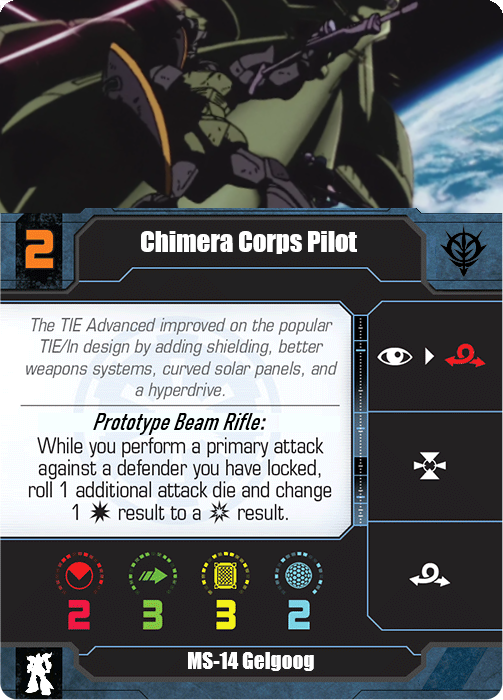 2
Chimera Corps Pilot
The TIE Advanced improved on the popular
TIE/ln design by adding shielding, better
weapons systems, curved solar panels, and
a hyperdrive.
Prototype Beam Rifle:
While you perform a primary attack
against a defender you have locked,
roll 1 additional attack die and change
1 result to a result.
2 3 3 2
MS-14 Gelgoog